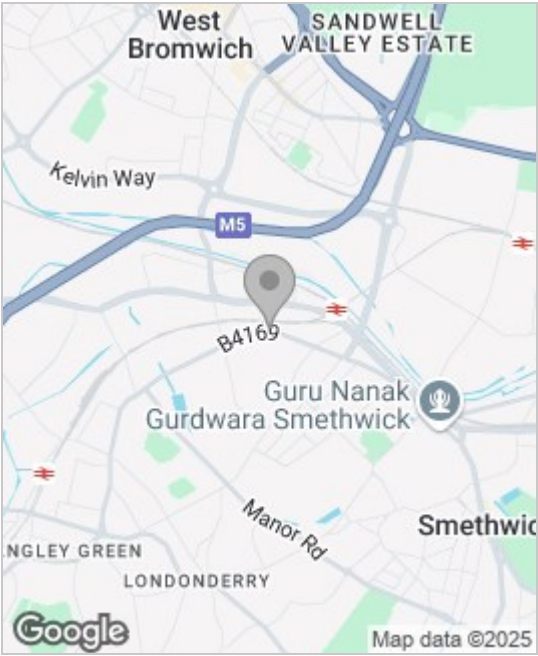 West
Bromwich
SANDWELL
VALLEY ESTATE
Kelvin Way
M5
B4169
Guru Nanak
Gurdwara Smethwick
Manor Rd
Smethwic
NGLEY GREEN
LONDONDERRY
Google
Map data ©2025